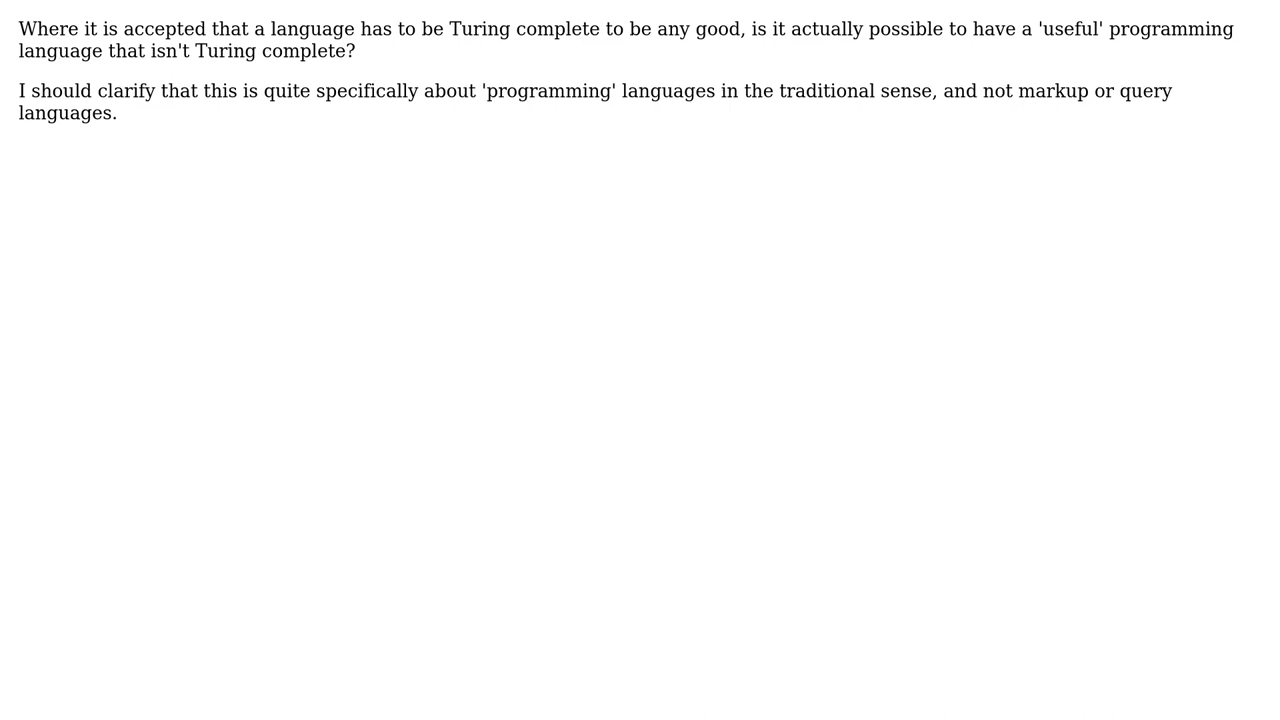 Where it is accepted that a language has to be Turing complete to be any good, is it actually possible to have a 'useful' programming
language that isn't Turing complete?
I should clarify that this is quite specifically about 'programming' languages in the traditional sense, and not markup or query
languages.